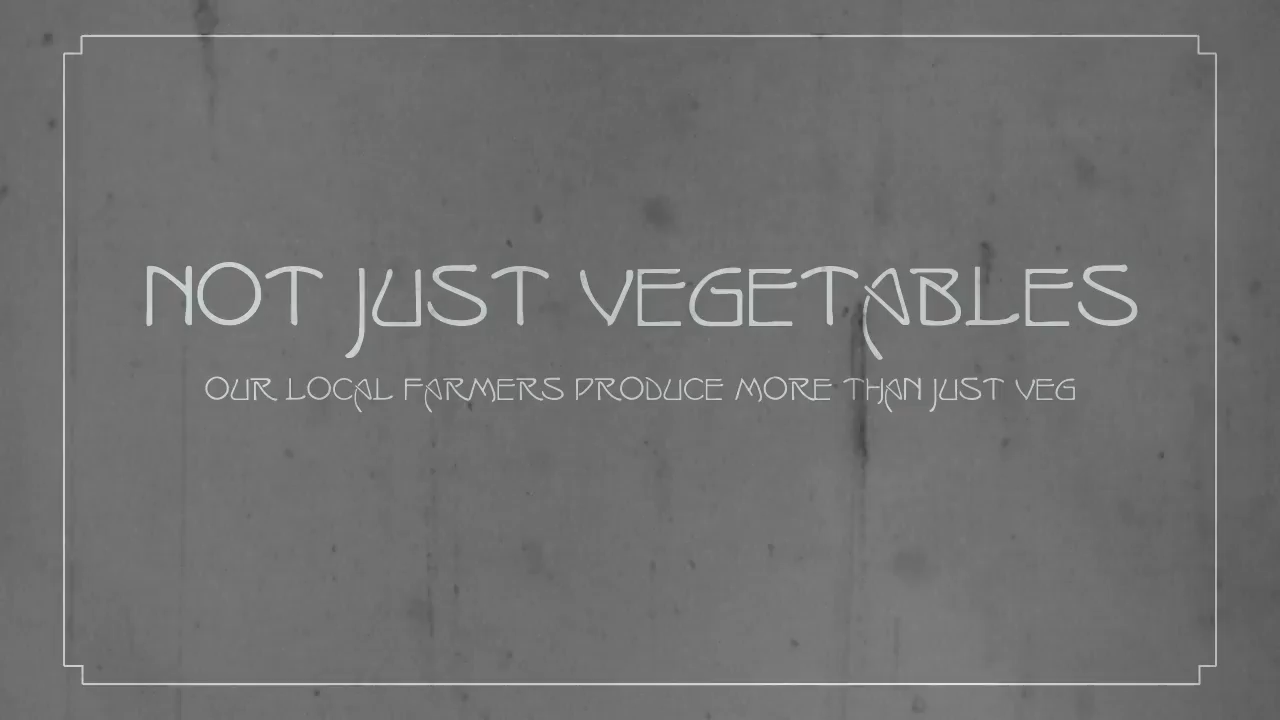 NOT JUST VEGETABLES
OUR LOCAL FARMERS PRODUCE MORE THAN JUST VEG